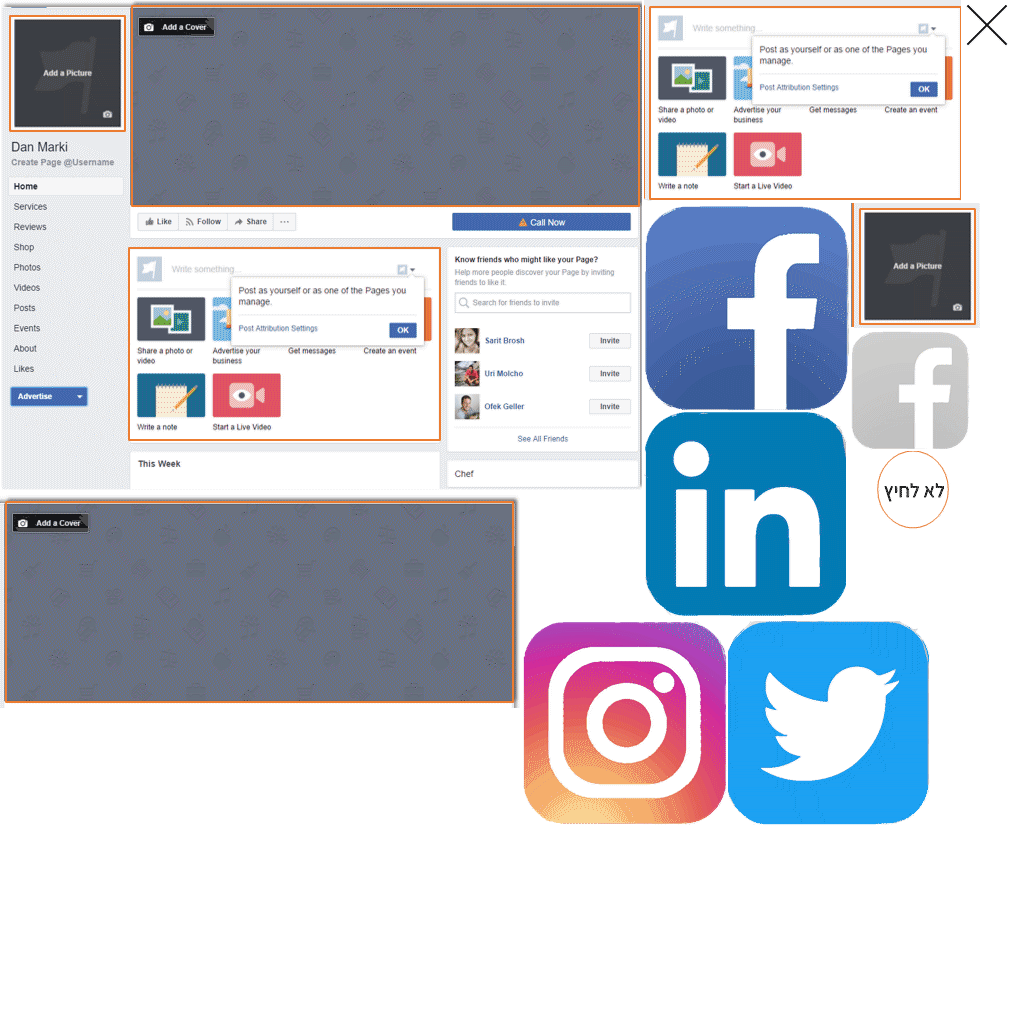 Add a Picture
Dan Marki
Create Page @Username
Home
Services
Reviews
Shop
Photos
Videos
Posts
Events
About
Likes
Advertise
Add a Cover
Like
Follow
Share
...
Call Now
Write something...
Post as yourself or as one of the Pages you
manage.
Post Attribution Settings
OK
Share a photo or
video
Advertise your
business
Get messages
Create an event
Write a note
Start a Live Video
This Week
Know friends who might like your Page?
Help more people discover your Page by inviting
friends to like it.
Search for friends to invite
Sarit Brosh
Invite
Uri Molcho
Invite
Ofek Geller
Invite
See All Friends
Chef
Write something...
Post as yourself or as one of the Pages you
manage.
Post Attribution Settings
OK
Share a photo or
video
Advertise your
business
Get messages
Create an event
Write a note
Start a Live Video
f
Add a Picture
f
in
לא לחיץ
Add a Cover